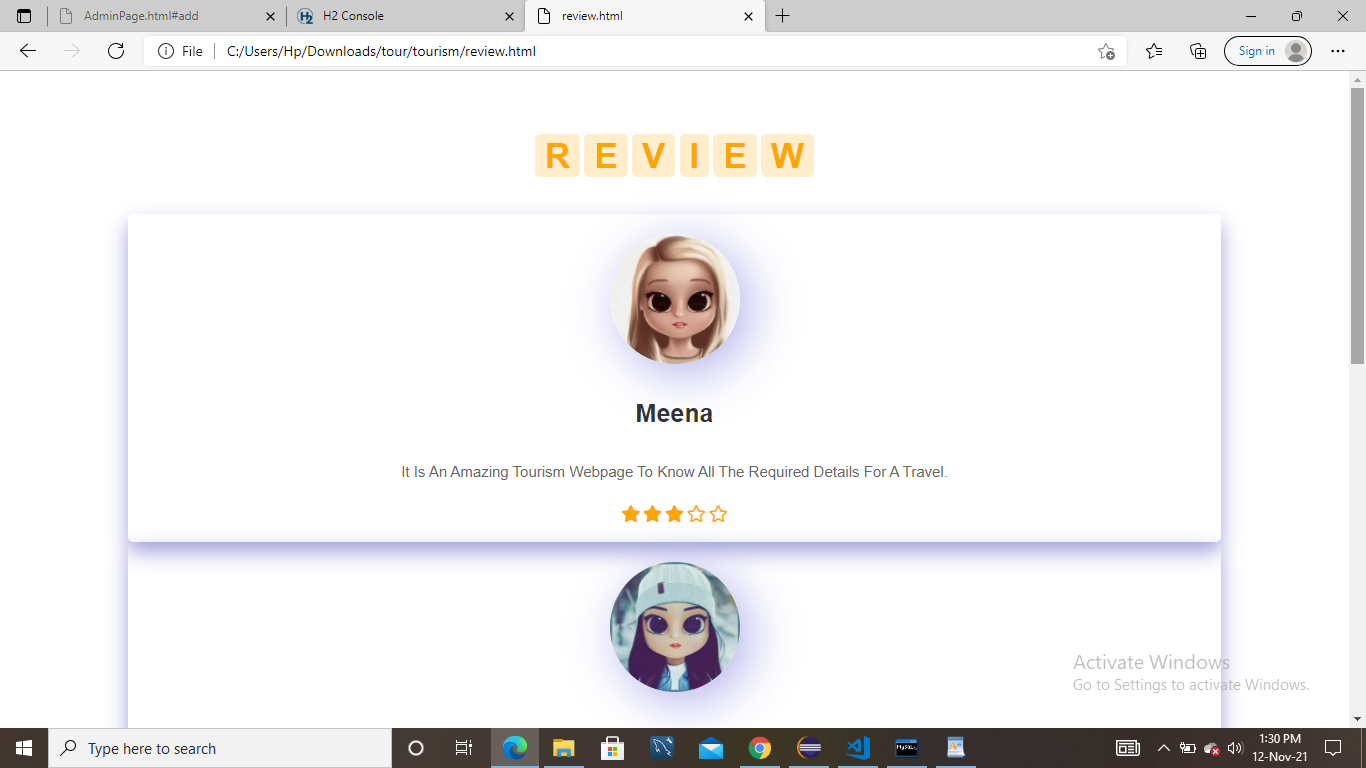 AdminPage.html#add
H2 Console
review.html
File
C:/Users/Hp/Downloads/tour/tourism/review.html
Sign in
REVIEW
Meena
It Is An Amazing Tourism Webpage To Know All The Required Details For A Travel.
Activate Windows
Go to Settings to activate Windows.
Type here to search
1:30 PM
12-Nov-21